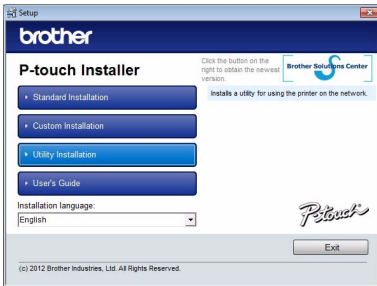 Setup
brother
P-touch Installer
Click the button on the
right to obtain the newest
version.
Brother Solutions Center
Standard Installation
Installs a utility for using the printer on the network.
Custom Installation
Utility Installation
User's Guide
Installation language:
English
P-touch
Exit
(c) 2012 Brother Industries, Ltd. All Rights Reserved.